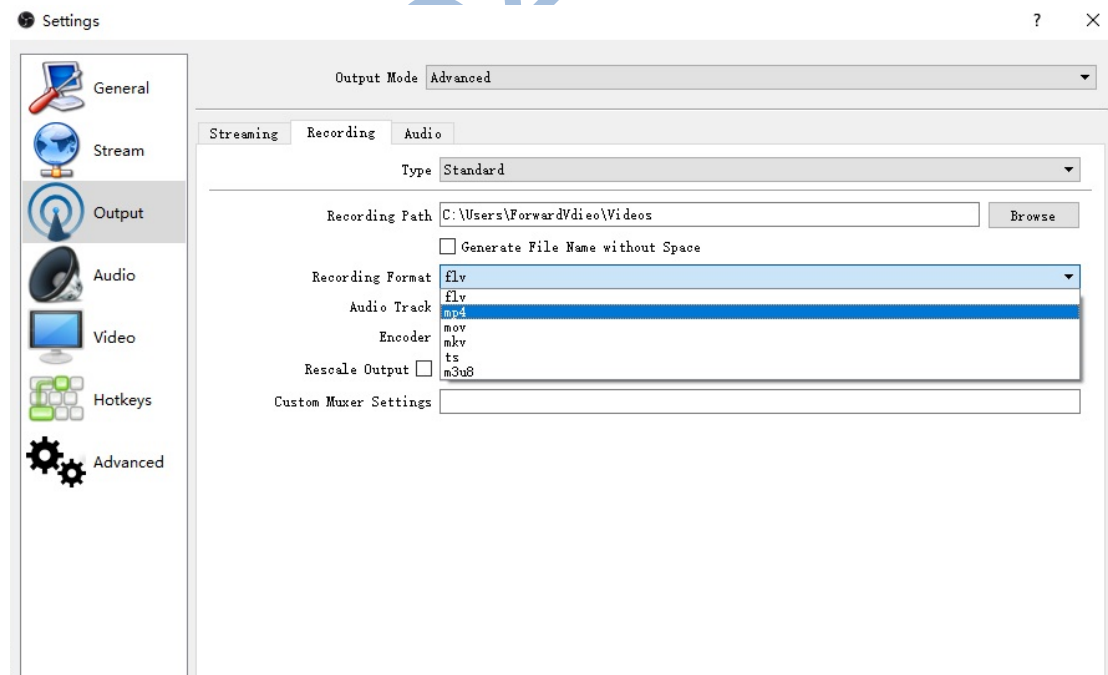 Settings
?
General
Stream
Output
Audio
Video
Hotkeys
Advanced
Output Mode Advanced
Streaming Recording Audio
Type Standard
Recording Path C:\Users\ForwardVdieo\Videos Browse
Generate File Name without Space
Recording Format flv
flv
Audio Track
mp4
mov
Encoder
mkv
ts
Rescale Output
m3u8
Custom Muxer Settings